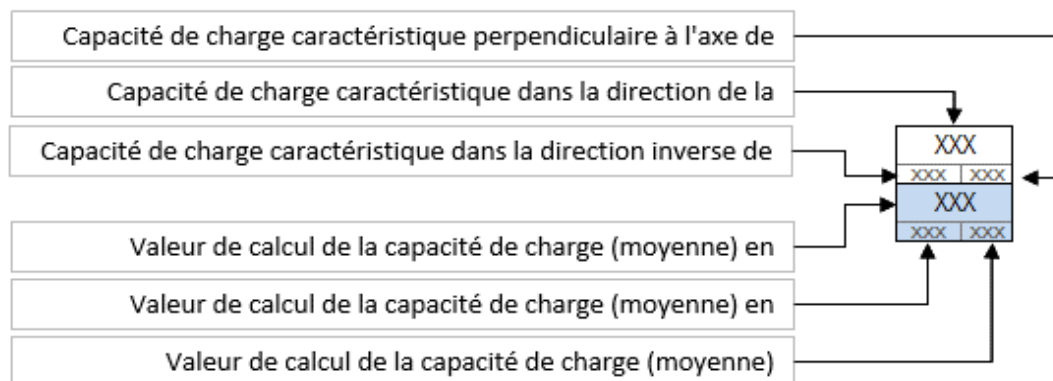 Capacité de charge caractéristique perpendiculaire à l'axe de
Capacité de charge caractéristique dans la direction de la
Capacité de charge caractéristique dans la direction inverse de
XXX
XXX XXX
XXX
XXX XXX
Valeur de calcul de la capacité de charge (moyenne) en
Valeur de calcul de la capacité de charge (moyenne) en
Valeur de calcul de la capacité de charge (moyenne)